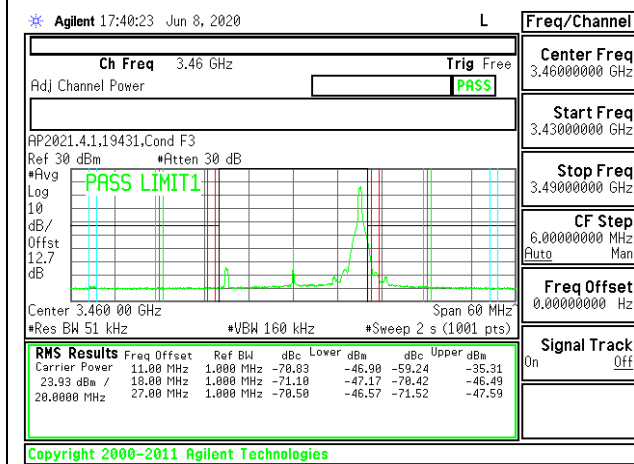 Agilent 17:40:23 Jun 8, 2020 L
Freq/Channel
Ch Freq 3.46 GHz Trig Free
Adj Channel Power PASS
Center Freq
3.46000000 GHz
Start Freq
3.43000000 GHz
Stop Freq
3.49000000 GHz
CF Step
6.00000000 MHz
Auto Man
Freq Offset
0.00000000 Hz
Signal Track
On Off
AP2021.4.1,19431,Cond F3
Ref 30 dBm #Atten 30 dB
#Avg
Log
10
dB/
Offst
12.7
dB
PASS LIMIT1
Center 3.460 00 GHz Span 60 MHz^
#Res BW 51 kHz #VBW 160 kHz #Sweep 2 s (1001 pts)
RMS Results Freq Offset Ref BW dBc Lower dBm dBc Upper dBm
Carrier Power 11.00 MHz 1.000 MHz -70.83 -46.90 -59.24 -35.31
23.93 dBm / 18.00 MHz 1.000 MHz -71.10 -47.17 -70.42 -46.49
20.0000 MHz 27.00 MHz 1.000 MHz -70.50 -46.57 -71.52 -47.59
Copyright 2000-2011 Agilent Technologies